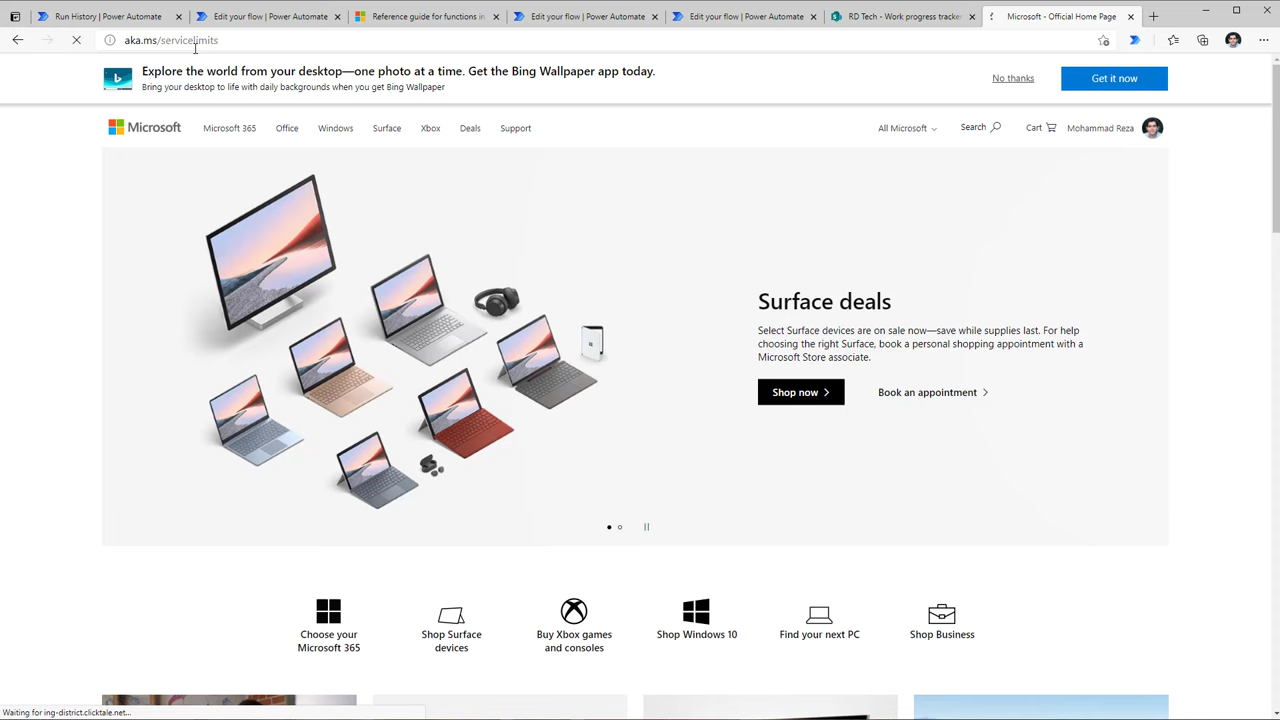 Run History | Power Automate
Edit your flow | Power Automate
Reference guide for functions in
Edit your flow | Power Automate
Edit your flow | Power Automate
RD Tech - Work progress tracker
Microsoft - Official Home Page
aka.ms/servicelimits
Explore the world from your desktop—one photo at a time. Get the Bing Wallpaper app today.
Bring your desktop to life with daily backgrounds when you get Bing Wallpaper
No thanks
Get it now
Microsoft
Microsoft 365
Office
Windows
Surface
Xbox
Deals
Support
All Microsoft
Search
Cart
Mohammad Reza
Surface deals
Select Surface devices are on sale now—save while supplies last. For help
choosing the right Surface, book a personal shopping appointment with a
Microsoft Store associate.
Shop now
Book an appointment
Choose your
Microsoft 365
Shop Surface
devices
Buy Xbox games
and consoles
Shop Windows 10
Find your next PC
Shop Business
Waiting for ing-district.clicktale.net...